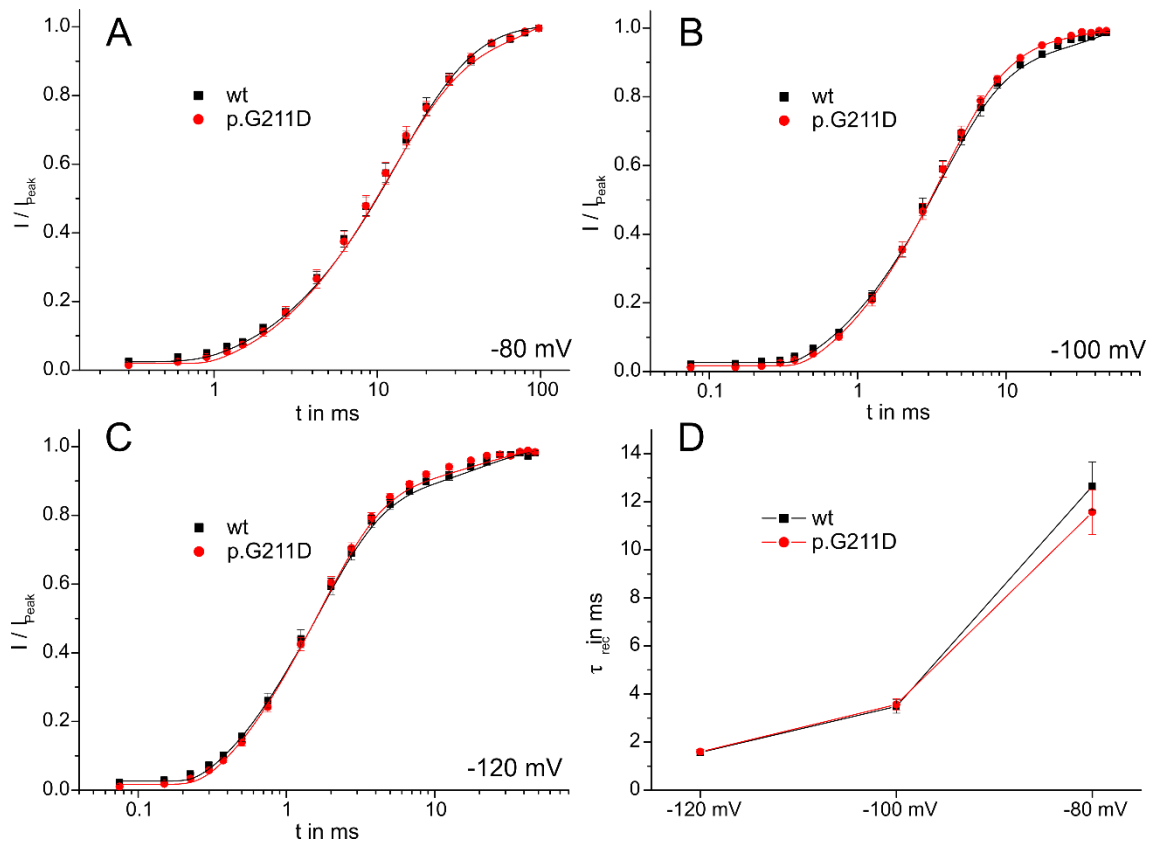 A
wt
p.G211D
I / I Peak
1.0
0.8
0.6
0.4
0.2
0.0
-80 mV
1 10 100
t in ms
B
wt
p.G211D
I / I Peak
1.0
0.8
0.6
0.4
0.2
0.0
-100 mV
0.1 1 10
t in ms
C
wt
p.G211D
I / I Peak
1.0
0.8
0.6
0.4
0.2
0.0
-120 mV
0.1 1 10
t in ms
D
wt
p.G211D
τ rec in ms
14
12
10
8
6
4
2
0
-120 mV -100 mV -80 mV